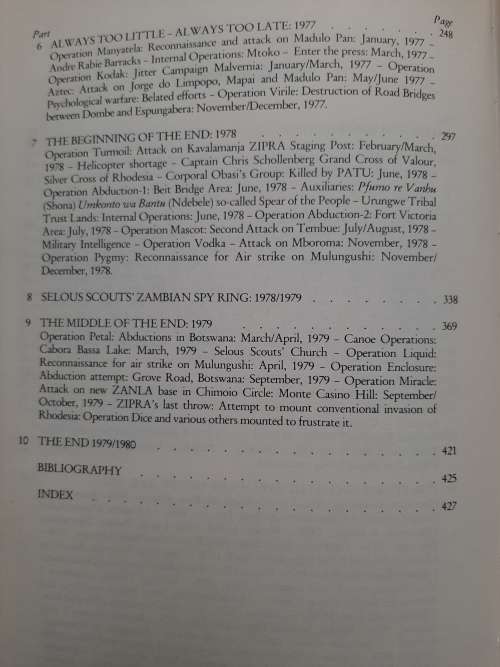 Part Page
6 ALWAYS TOO LITTLE – ALWAYS TOO LATE: 1977 . . . . . . 248
Operation Manyatela: Reconnaissance and attack on Madulo Pan: January, 1977 –
Andre Rabie Barracks – Internal Operations: Mtoko – Enter the press: March, 1977 –
Operation Kodak: Jitter Campaign Malvernia: January/March, 1977 – Operation
Aztec: Attack on Jorge do Limpopo, Mapai and Madulo Pan: May/June 1977 –
Psychological warfare: Belated efforts – Operation Virile: Destruction of Road Bridges
between Dombe and Espungabera: November/December, 1977.
7 THE BEGINNING OF THE END: 1978 . . . . . . . . . . 297
Operation Turmoil: Attack on Kavalamanja ZIPRA Staging Post: February/March,
1978 – Helicopter shortage – Captain Chris Schollenberg Grand Cross of Valour,
Silver Cross of Rhodesia – Corporal Obasi's Group: Killed by PATU: June, 1978 –
Operation Abduction-1: Beit Bridge Area: June, 1978 – Auxiliaries: Pfumo re Vanhu
(Shona) Umkonto wa Bantu (Ndebele) so-called Spear of the People – Urungwe Tribal
Trust Lands: Internal Operations: June, 1978 – Operation Abduction-2: Fort Victoria
Area: July, 1978 – Operation Mascot: Second Attack on Tembue: July/August, 1978 –
Military Intelligence – Operation Vodka – Attack on Mboroma: November, 1978 –
Operation Pygmy: Reconnaissance for Air strike on Mulungushi: November/
December, 1978.
8 SELOUS SCOUTS' ZAMBIAN SPY RING: 1978/1979 . . . . . . . 338
9 THE MIDDLE OF THE END: 1979 . . . . . . . . . . . 369
Operation Petal: Abductions in Botswana: March/April, 1979 – Canoe Operations:
Cabora Bassa Lake: March, 1979 – Selous Scouts' Church – Operation Liquid:
Reconnaissance for air strike on Mulungushi: April, 1979 – Operation Enclosure:
Abduction attempt: Grove Road, Botswana: September, 1979 – Operation Miracle:
Attack on new ZANLA base in Chimoio Circle: Monte Casino Hill: September/
October, 1979 – ZIPRA's last throw: Attempt to mount conventional invasion of
Rhodesia: Operation Dice and various others mounted to frustrate it.
10 THE END 1979/1980 . . . . . . . . . . . . . . 421
BIBLIOGRAPHY . . . . . . . . . . . . . . 425
INDEX . . . . . . . . . . . . . . . . 427